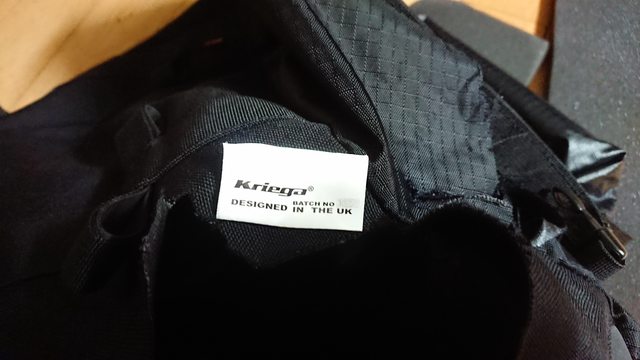 Kriega®
BATCH NO
DESIGNED IN THE UK